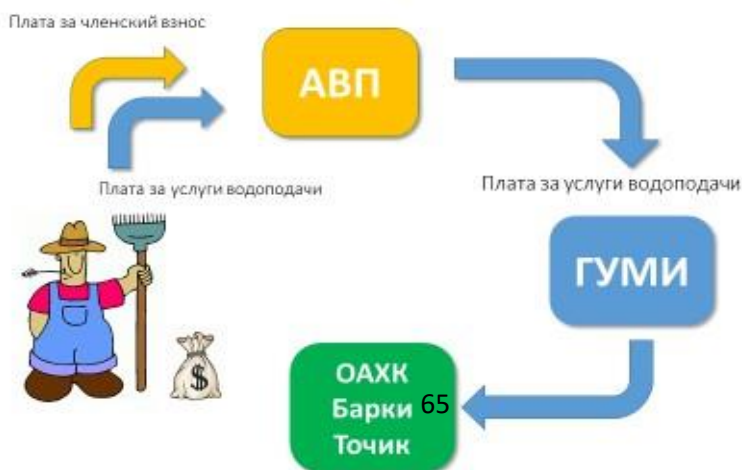 Плата за членский взнос
АВП
Плата за услуги водоподачи
Плата за услуги водоподачи
ГУМИ
$
ОАХК
Барки 65
Точик